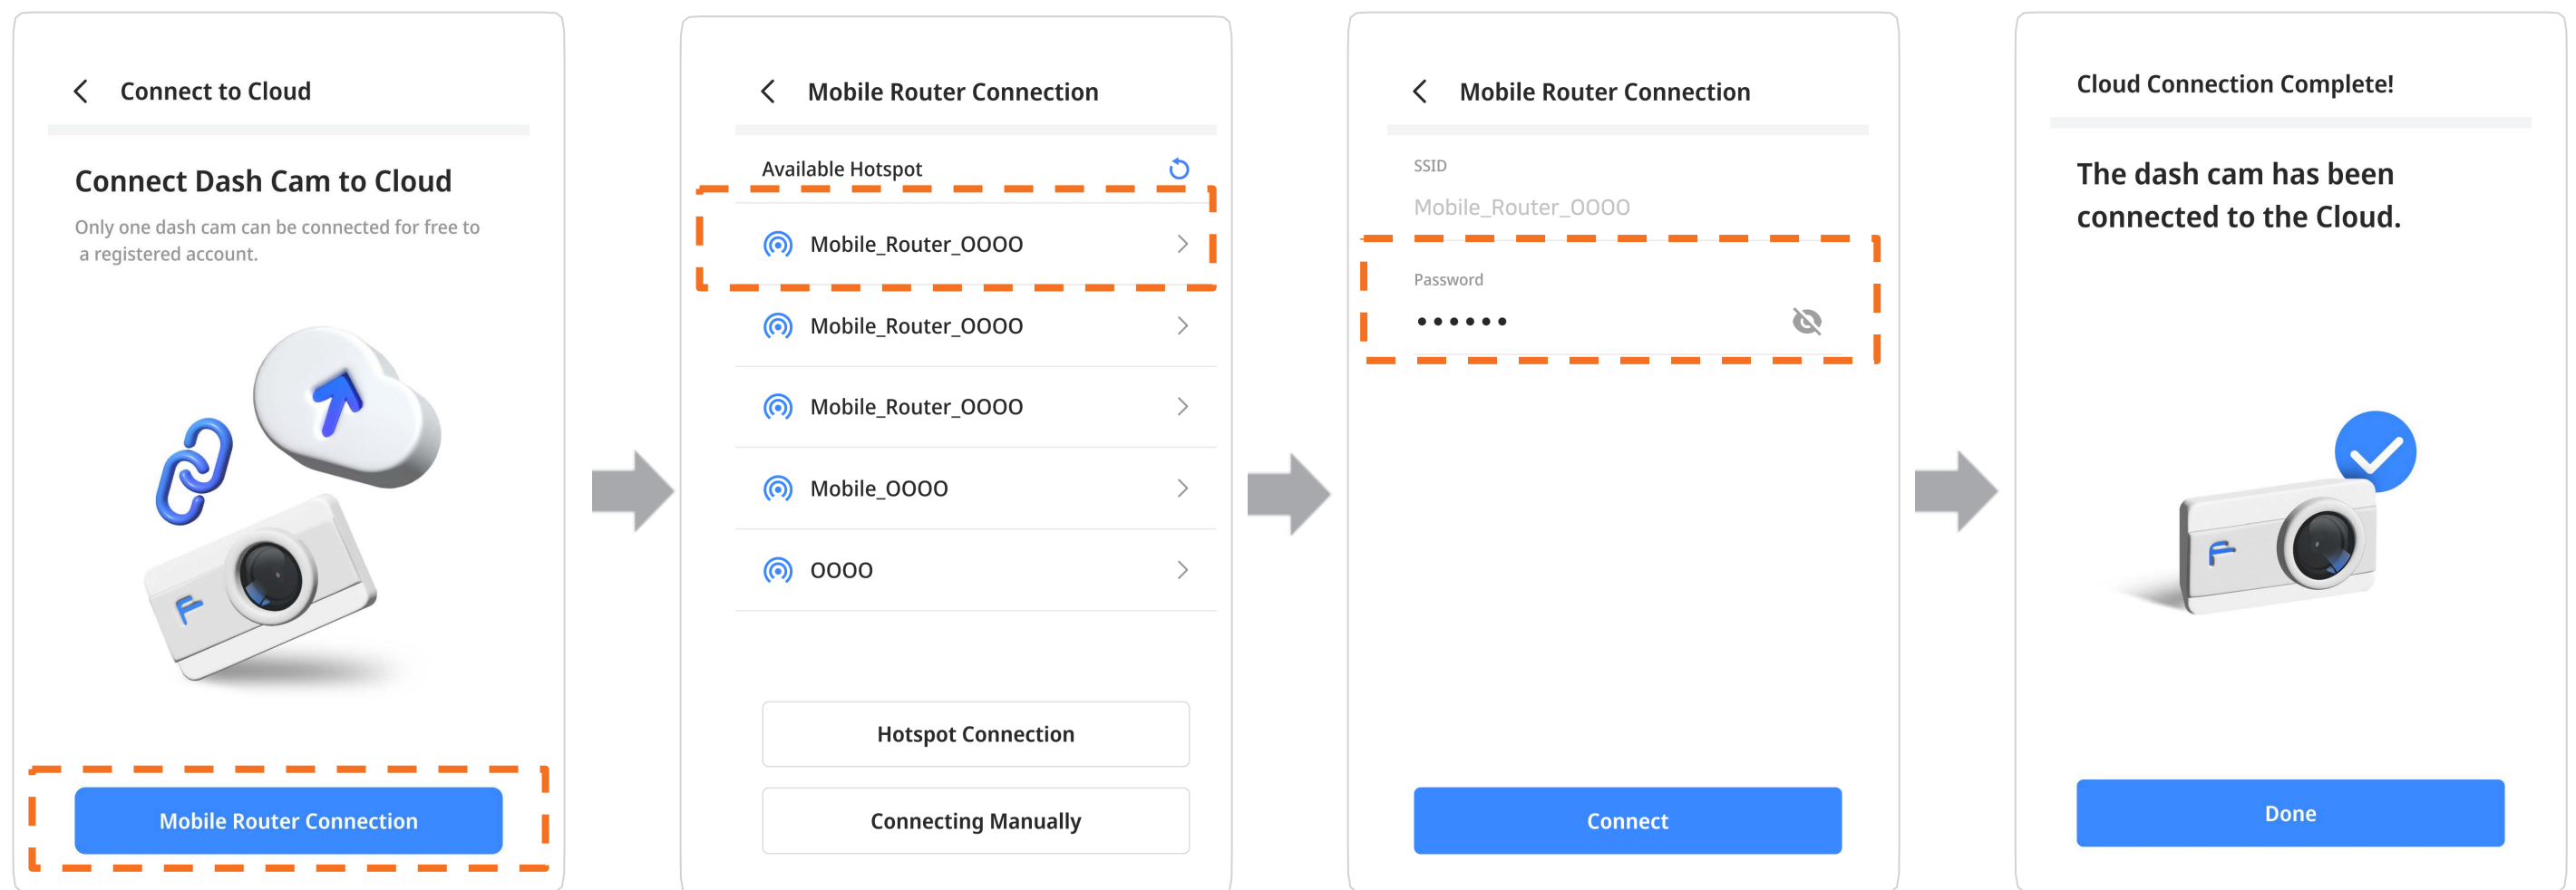 Connect to Cloud
Connect Dash Cam to Cloud
Only one dash cam can be connected for free to
a registered account.
F
Mobile Router Connection
Mobile Router Connection
Available Hotspot
Mobile_Router_OOOO
Mobile_Router_OOOO
Mobile_Router_OOOO
Mobile_OOOO
OOOO
Hotspot Connection
Connecting Manually
Mobile Router Connection
SSID
Mobile_Router_OOOO
Password
••••••
Connect
Cloud Connection Complete!
The dash cam has been
connected to the Cloud.
F
Done